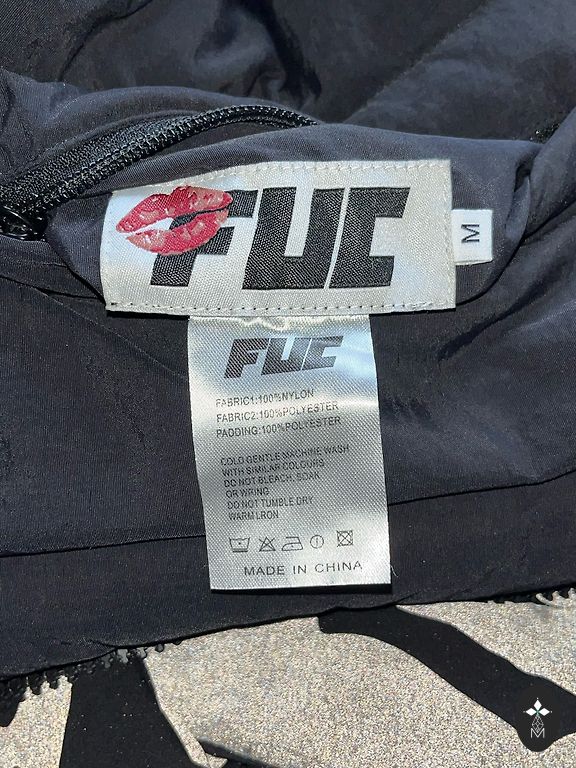 FUC
M
FUC
FABRIC1:100%NYLON
FABRIC2:100%POLYESTER
PADDING:100%POLYESTER
COLD GENTLE MACHINE WASH
WITH SIMILAR COLOURS
DO NOT BLEACH, SOAK
OR WRING
DO NOT TUMBLE DRY
WARM LRON
MADE IN CHINA
M